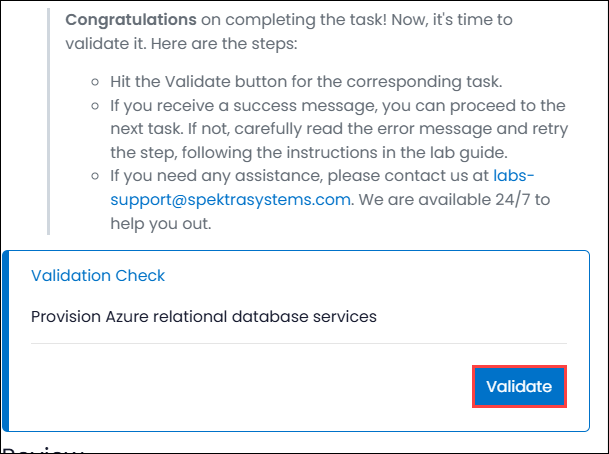 Congratulations on completing the task! Now, it's time to
validate it. Here are the steps:
Hit the Validate button for the corresponding task.
If you receive a success message, you can proceed to the
next task. If not, carefully read the error message and retry
the step, following the instructions in the lab guide.
If you need any assistance, please contact us at labs-
support@spektrasystems.com. We are available 24/7 to
help you out.
Validation Check
Provision Azure relational database services
Validate